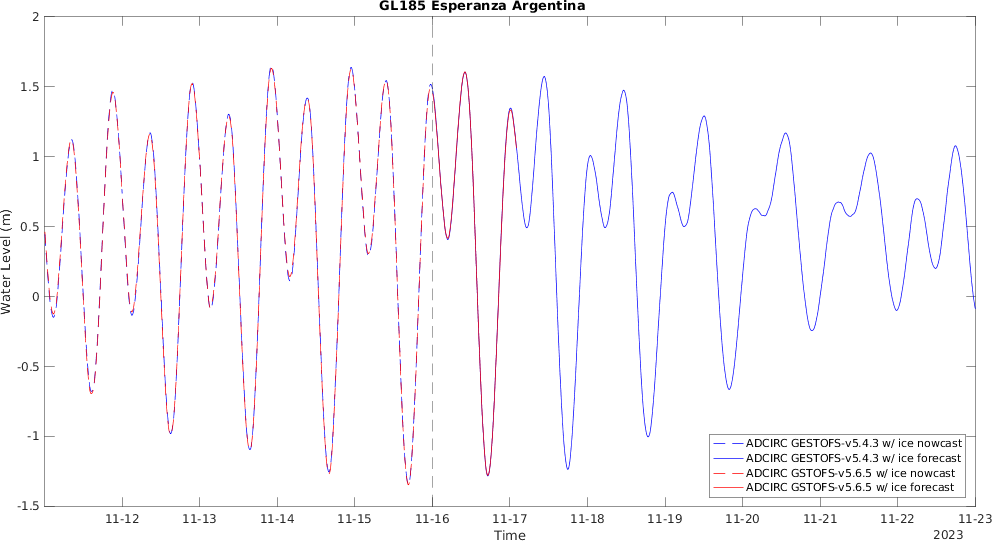 GL185 Esperanza Argentina
2
1.5
1
0.5
0
-0.5
-1
-1.5
Water Level (m)
ADCIRC GESTOFS-v5.4.3 w/ ice nowcast
ADCIRC GESTOFS-v5.4.3 w/ ice forecast
ADCIRC GSTOFS-v5.6.5 w/ ice nowcast
ADCIRC GSTOFS-v5.6.5 w/ ice forecast
11-12 11-13 11-14 11-15 11-16 11-17 11-18 11-19 11-20 11-21 11-22 11-23
Time
2023